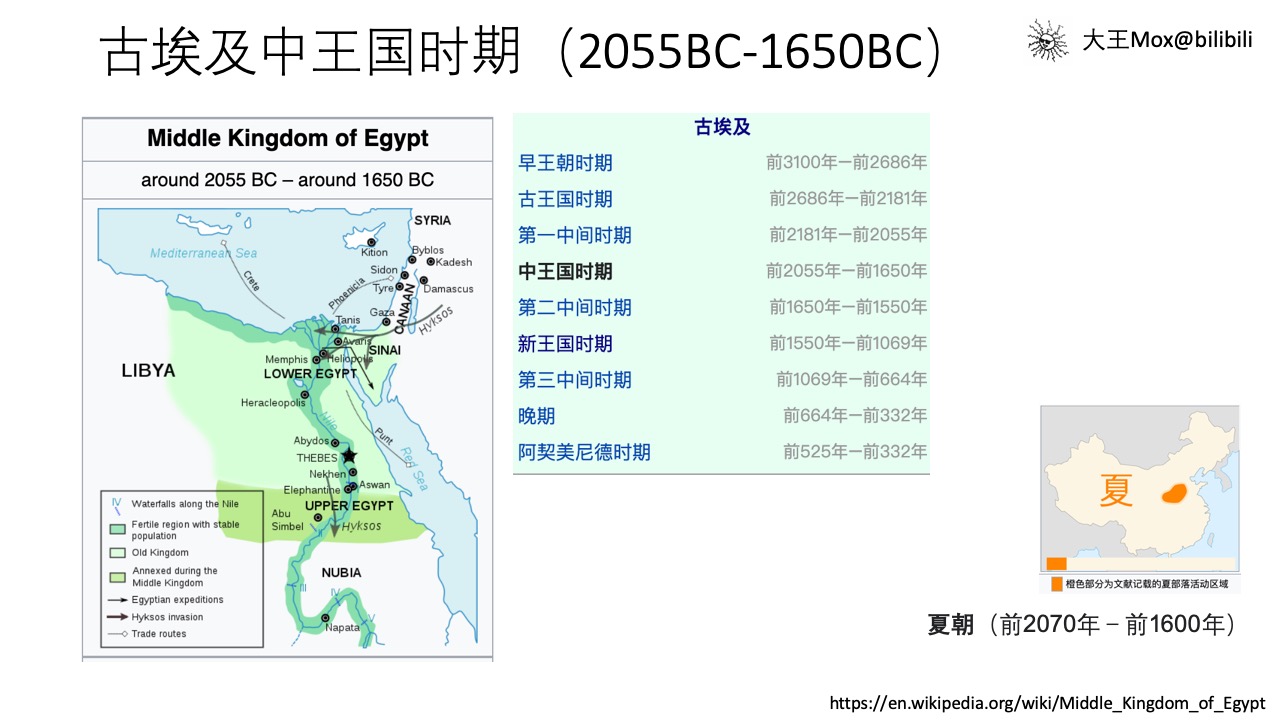 古埃及中王国时期（2055BC-1650BC）
大王Mox@bilibili
Middle Kingdom of Egypt
around 2055 BC – around 1650 BC
SYRIA
Mediterranean Sea
Kition
Byblos
Kadesh
Sidon
Tyre
Damascus
Crete
Phoenicia
CANAAN
Gaza
Hyksos
Tanis
Avaris
SINAI
Memphis
Heliopolis
LIBYA
LOWER EGYPT
Heracleopolis
Nile
Punt
Abydos
THEBES
Red Sea
Nekhen
Elephantine
Aswan
UPPER EGYPT
Abu
Simbel
Hyksos
NUBIA
III
IV
V
Napata
IV Waterfalls along the Nile
Fertile region with stable
population
Old Kingdom
Annexed during the
Middle Kingdom
Egyptian expeditions
Hyksos invasion
Trade routes
古埃及
早王朝时期 前3100年–前2686年
古王国时期 前2686年–前2181年
第一中间时期 前2181年–前2055年
中王国时期 前2055年–前1650年
第二中间时期 前1650年–前1550年
新王国时期 前1550年–前1069年
第三中间时期 前1069年–前664年
晚期 前664年–前332年
阿契美尼德时期 前525年–前332年
夏
橙色部分为文献记载的夏部落活动区域
夏朝（前2070年 – 前1600年）
https://en.wikipedia.org/wiki/Middle_Kingdom_of_Egypt